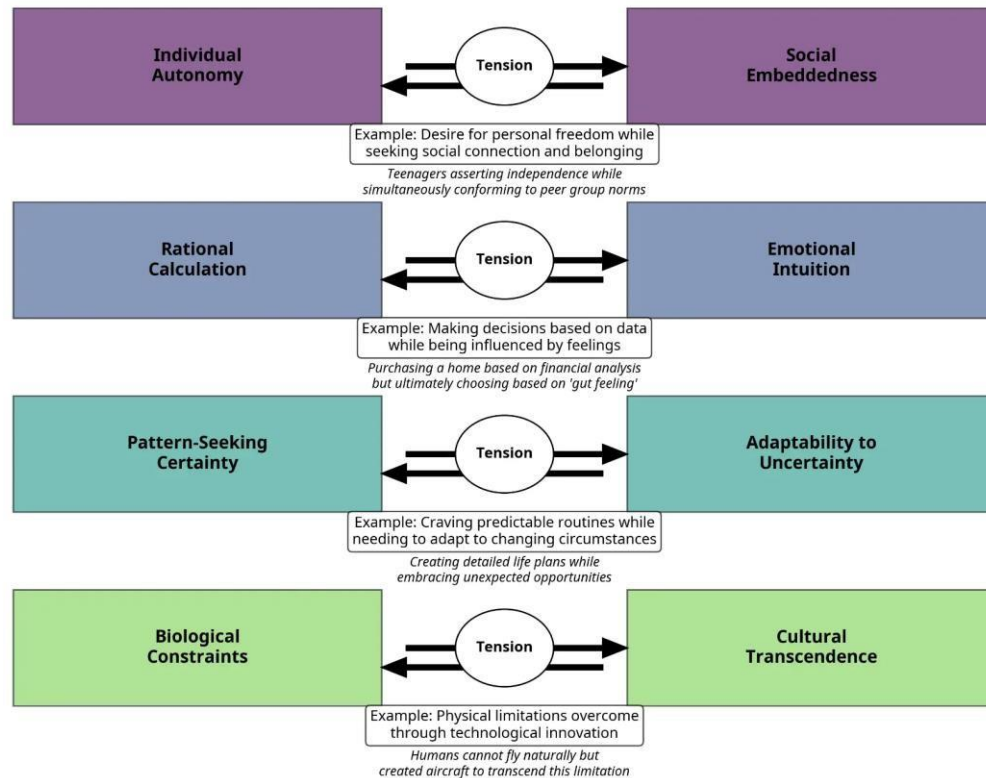 Individual
Autonomy
Tension
Social
Embeddedness
Example: Desire for personal freedom while
seeking social connection and belonging
Teenagers asserting independence while
simultaneously conforming to peer group norms
Rational
Calculation
Tension
Emotional
Intuition
Example: Making decisions based on data
while being influenced by feelings
Purchasing a home based on financial analysis
but ultimately choosing based on 'gut feeling'
Pattern-Seeking
Certainty
Tension
Adaptability to
Uncertainty
Example: Craving predictable routines while
needing to adapt to changing circumstances
Creating detailed life plans while
embracing unexpected opportunities
Biological
Constraints
Tension
Cultural
Transcendence
Example: Physical limitations overcome
through technological innovation
Humans cannot fly naturally but
created aircraft to transcend this limitation